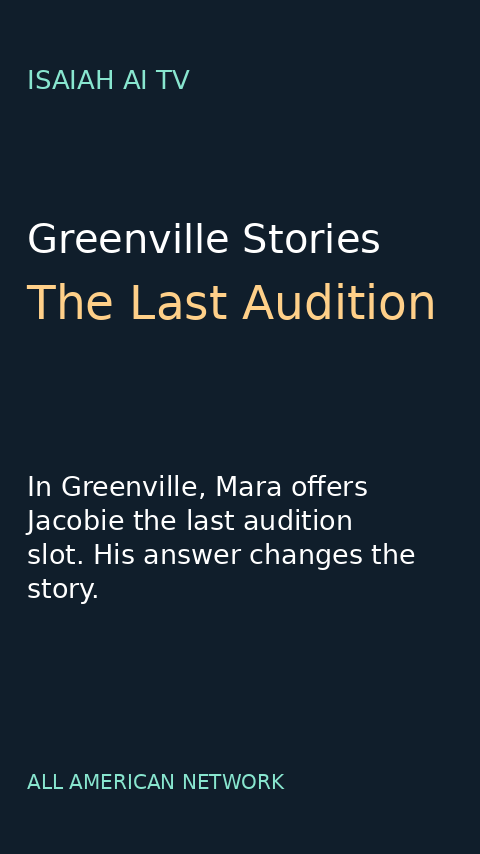 ISAIAH AI TV
Greenville Stories
The Last Audition
In Greenville, Mara offers
Jacobie the last audition
slot. His answer changes the
story.
ALL AMERICAN NETWORK